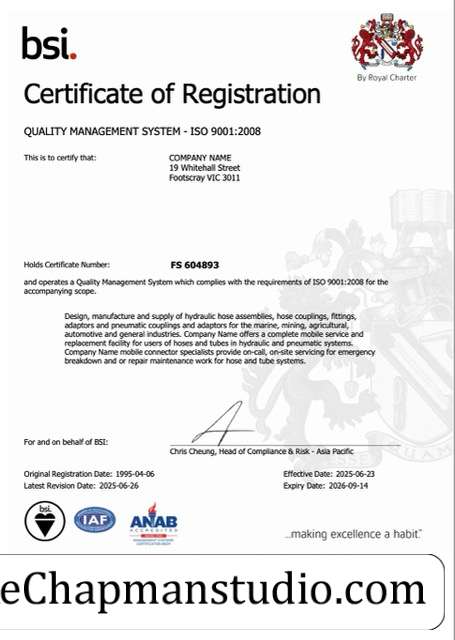 bsi.
By Royal Charter
Certificate of Registration
QUALITY MANAGEMENT SYSTEM - ISO 9001:2008
This is to certify that:
COMPANY NAME
19 Whitehall Street
Footscray VIC 3011
Holds Certificate Number:
FS 604893
and operates a Quality Management System which complies with the requirements of ISO 9001:2008 for the
accompanying scope.
Design, manufacture and supply of hydraulic hose assemblies, hose couplings, fittings,
adaptors and pneumatic couplings and adaptors for the marine, mining, agricultural,
automotive and general industries. Company Name offers a complete mobile service and
replacement facility for users of hoses and tubes in hydraulic and pneumatic systems.
Company Name mobile connector specialists provide on-call, on-site servicing for emergency
breakdown and or repair maintenance work for hose and tube systems.
For and on behalf of BSI:
Chris Cheung, Head of Compliance & Risk - Asia Pacific
Original Registration Date: 1995-04-06
Effective Date: 2025-06-23
Latest Revision Date: 2025-06-26
Expiry Date: 2026-09-14
bsi.
IAF
ANAB
ACCREDITED
...making excellence a habit.™
eChapmanstudio.com